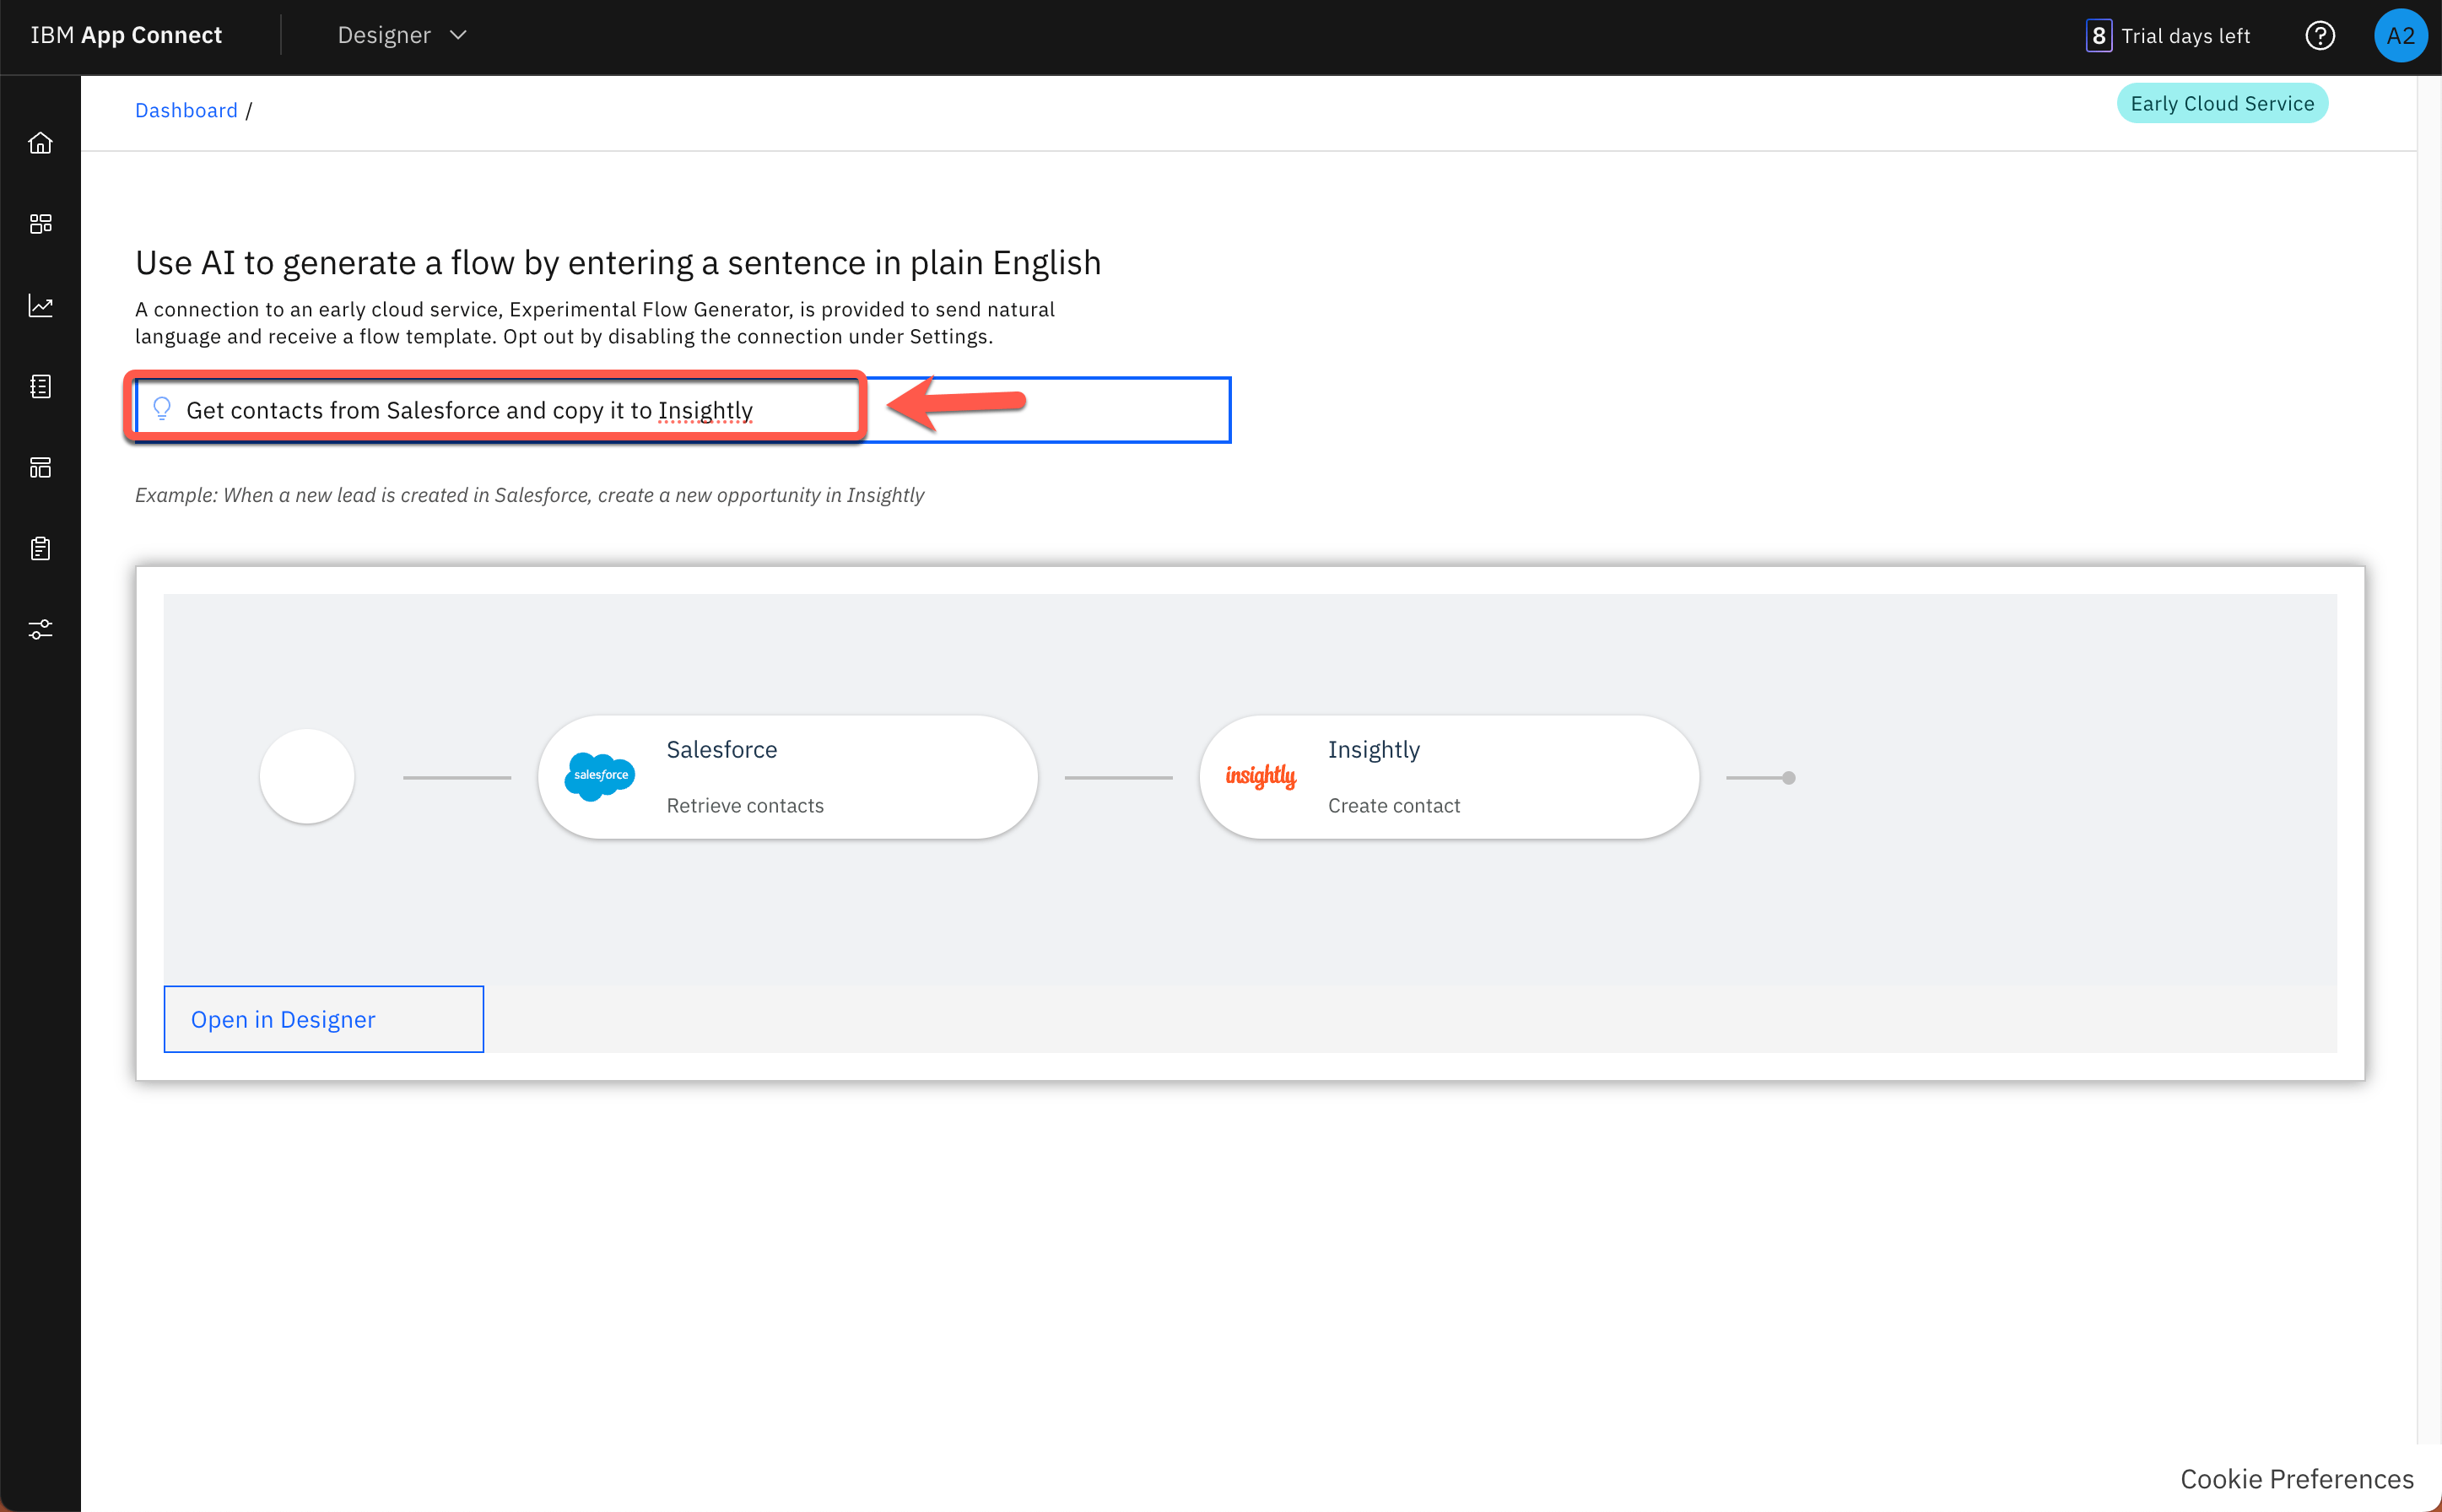 IBM App Connect
Designer
8 Trial days left
A2
Dashboard /
Early Cloud Service
Use AI to generate a flow by entering a sentence in plain English
A connection to an early cloud service, Experimental Flow Generator, is provided to send natural
language and receive a flow template. Opt out by disabling the connection under Settings.
Get contacts from Salesforce and copy it to Insightly
Example: When a new lead is created in Salesforce, create a new opportunity in Insightly
salesforce
Salesforce
Retrieve contacts
insightly
Insightly
Create contact
Open in Designer
Cookie Preferences